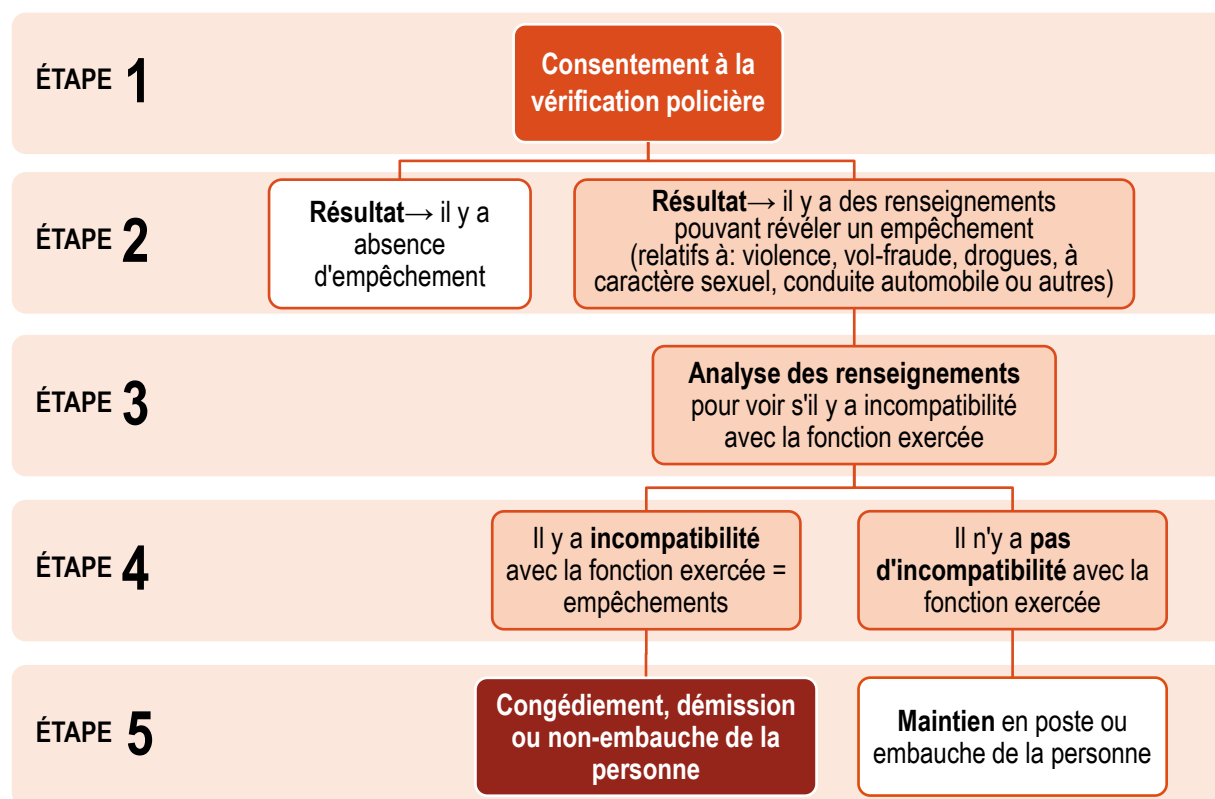 ÉTAPE 1
Consentement à la
vérification policière
ÉTAPE 2
Résultat→ il y a
absence
d'empêchement
Résultat→ il y a des renseignements
pouvant révéler un empêchement
(relatifs à: violence, vol-fraude, drogues, à
caractère sexuel, conduite automobile ou autres)
ÉTAPE 3
Analyse des renseignements
pour voir s'il y a incompatibilité
avec la fonction exercée
ÉTAPE 4
Il y a incompatibilité
avec la fonction exercée =
empêchements
Il n'y a pas
d'incompatibilité avec la
fonction exercée
ÉTAPE 5
Congédiement, démission
ou non-embauche de la
personne
Maintien en poste ou
embauche de la personne